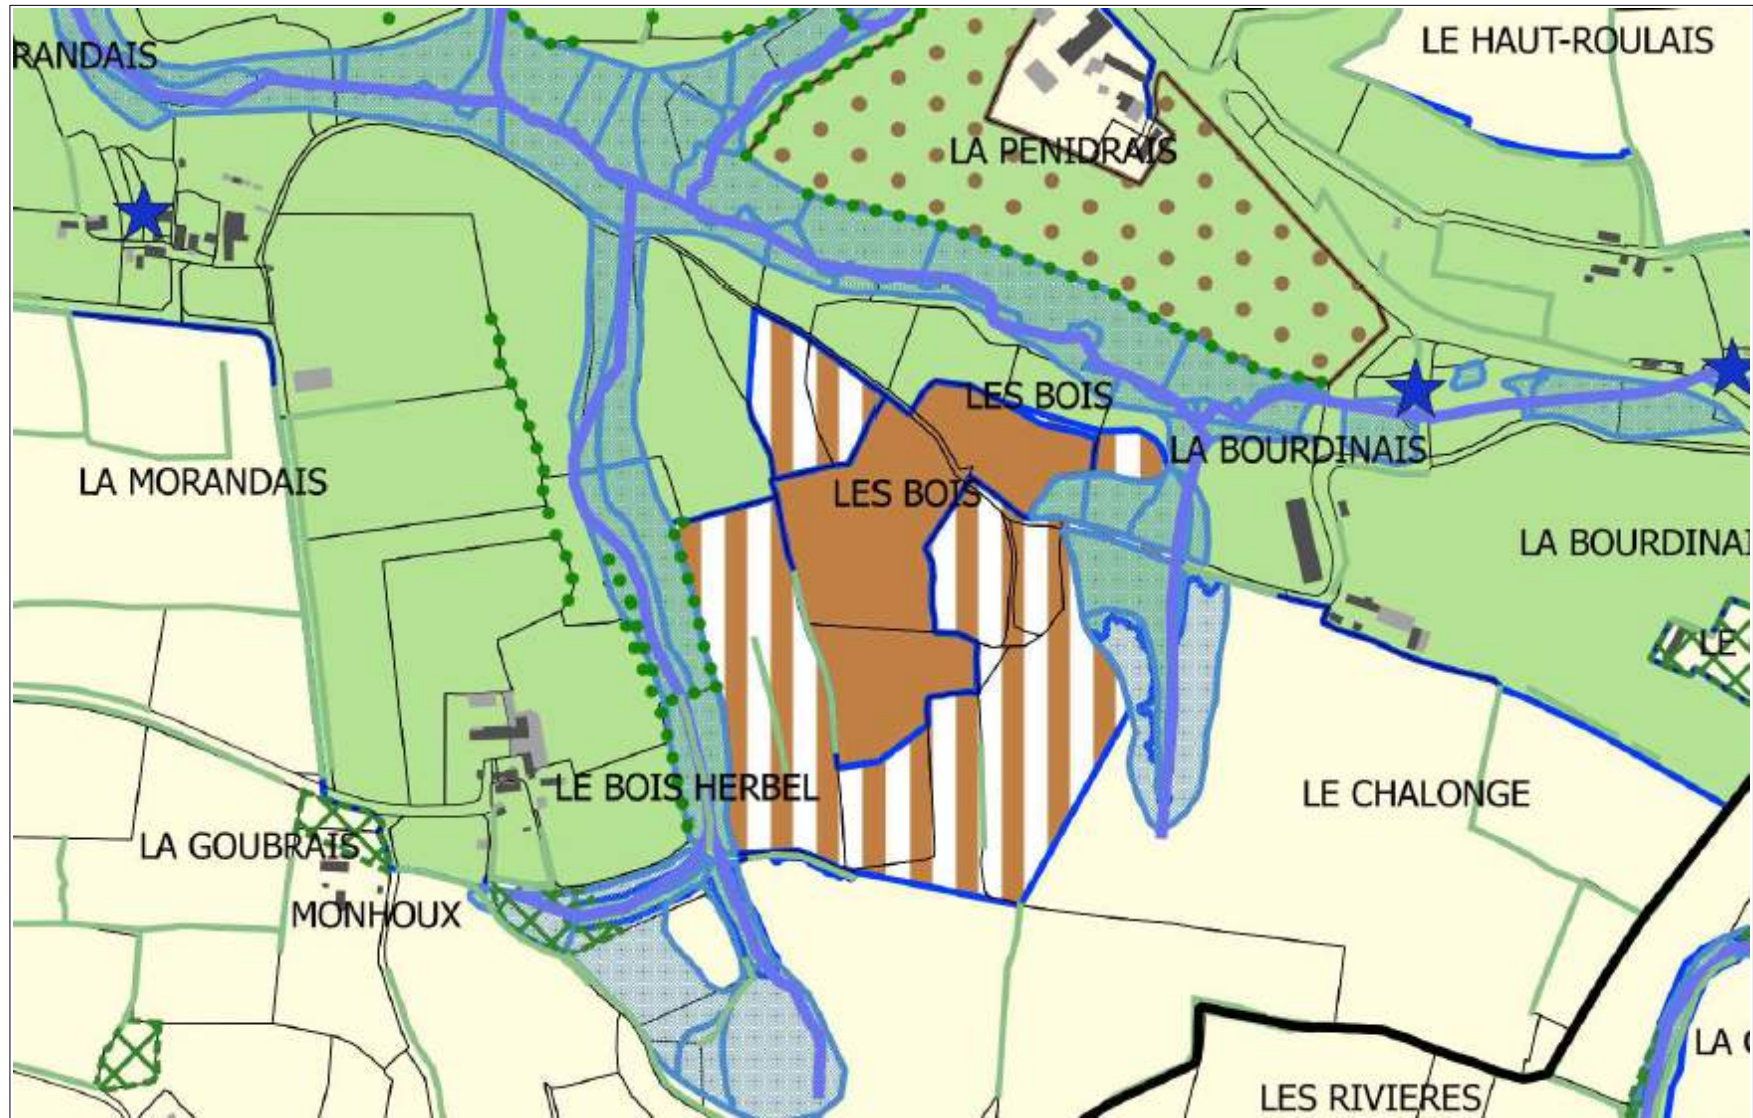 RANDAIS
LE HAUT-ROULAIS
LA PENIDRAIS
LES BOIS
LA BOURDINAIS
LA MORANDAIS
LES BOIS
LA BOURDINAI
LE
LE BOIS HERBEL
LE CHALONGE
LA GOUBRAIS
MONHOUX
LA
LES RIVIERES